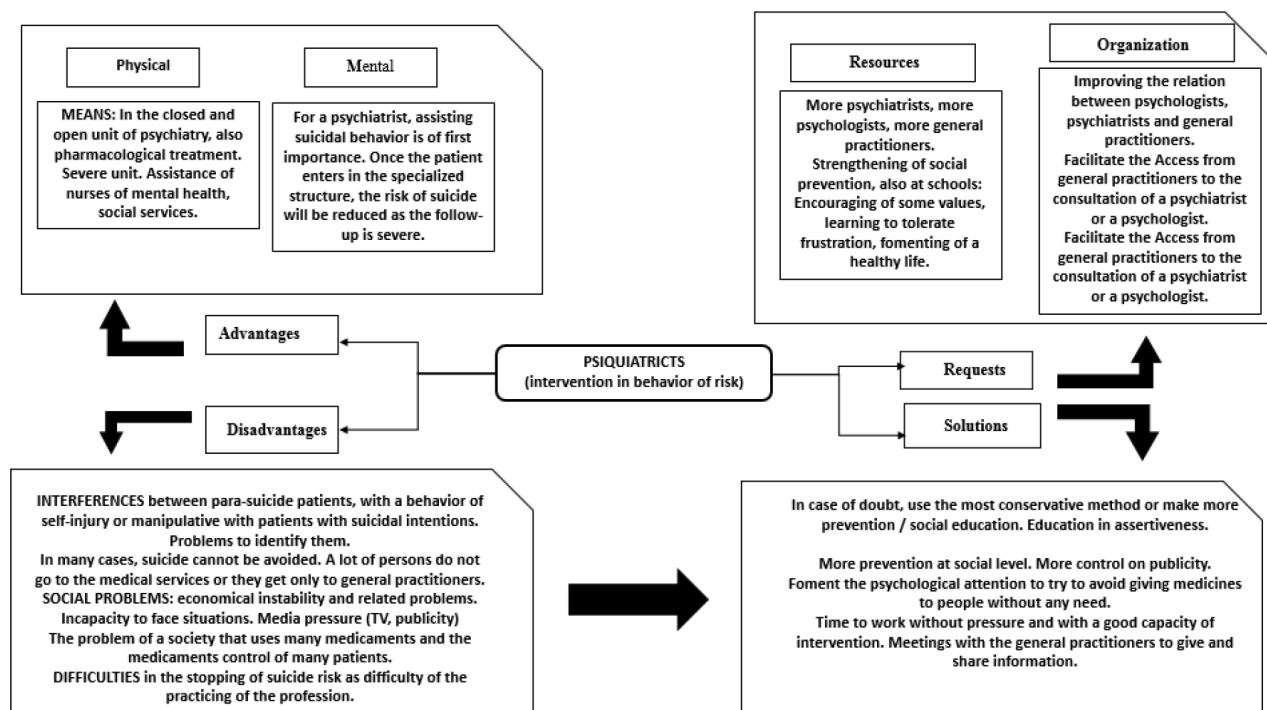 Physical
Mental
MEANS: In the closed and
open unit of psychiatry, also
pharmacological treatment.
Severe unit. Assistance of
nurses of mental health,
social services.
For a psychiatrist, assisting
suicidal behavior is of first
importance. Once the patient
enters in the specialized
structure, the risk of suicide
will be reduced as the follow-
up is severe.
Resources
Organization
More psychiatrists, more
psychologists, more general
practitioners.
Strengthening of social
prevention, also at schools:
Encouraging of some values,
learning to tolerate
frustration, fomenting of a
healthy life.
Improving the relation
between psychologists,
psychiatrists and general
practitioners.
Facilitate the Access from
general practitioners to the
consultation of a psychiatrist
or a psychologist.
Facilitate the Access from
general practitioners to the
consultation of a psychiatrist
or a psychologist.
Advantages
Disadvantages
PSIQUIATRICTS
(intervention in behavior of risk)
Requests
Solutions
INTERFERENCES between para-suicide patients, with a behavior of
self-injury or manipulative with patients with suicidal intentions.
Problems to identify them.
In many cases, suicide cannot be avoided. A lot of persons do not
go to the medical services or they get only to general practitioners.
SOCIAL PROBLEMS: economical instability and related problems.
Incapacity to face situations. Media pressure (TV, publicity)
The problem of a society that uses many medicaments and the
medicaments control of many patients.
DIFFICULTIES in the stopping of suicide risk as difficulty of the
practicing of the profession.
In case of doubt, use the most conservative method or make more
prevention / social education. Education in assertiveness.
More prevention at social level. More control on publicity.
Foment the psychological attention to try to avoid giving medicines
to people without any need.
Time to work without pressure and with a good capacity of
intervention. Meetings with the general practitioners to give and
share information.